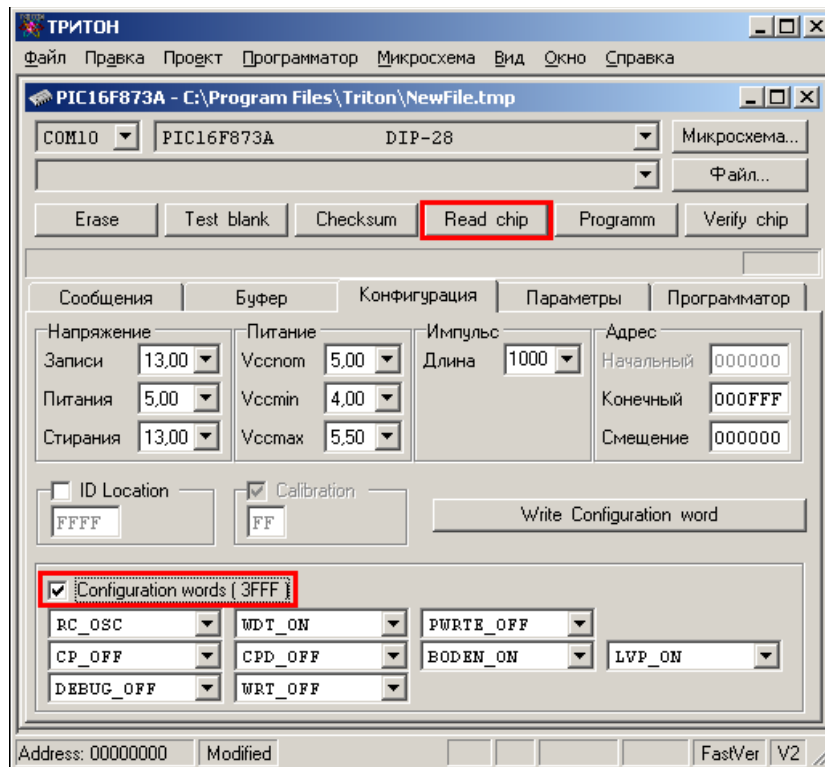 ТРИТОН
Файл Правка Проект Программатор Микросхема Вид Окно Справка
PIC16F873A - C:\Program Files\Triton\NewFile.tmp
COM10 PIC16F873A DIP-28 Микросхема...
Файл...
Erase Test blank Checksum Read chip Programm Verify chip
Сообщения Буфер Конфигурация Параметры Программатор
Напряжение Питание Импульс Адрес
Записи 13,00 Vccnom 5,00 Длина 1000 Начальный 000000
Питания 5,00 Vccmin 4,00 Конечный 000FFF
Стирания 13,00 Vccmax 5,50 Смещение 000000
ID Location Calibration
FFFF FF Write Configuration word
Configuration words ( 3FFF )
RC_OSC WDT_ON PWRTE_OFF
CP_OFF CPD_OFF BODEN_ON LVP_ON
DEBUG_OFF WRT_OFF
Address: 00000000 Modified FastVer V2